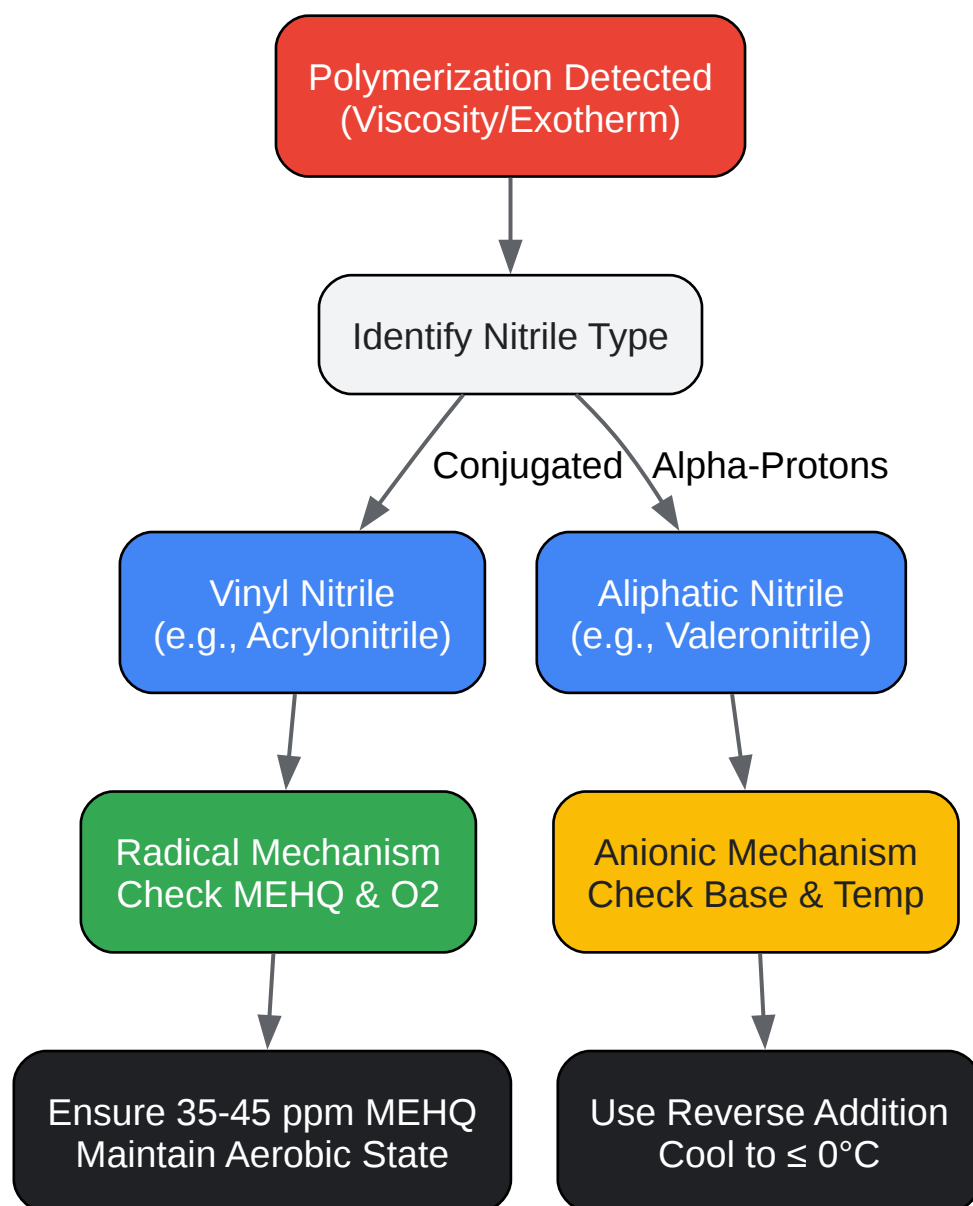 Polymerization Detected
(Viscosity/Exotherm)
Identify Nitrile Type
Conjugated
Alpha-Protons
Vinyl Nitrile
(e.g., Acrylonitrile)
Aliphatic Nitrile
(e.g., Valeronitrile)
Radical Mechanism
Check MEHQ & O2
Anionic Mechanism
Check Base & Temp
Ensure 35-45 ppm MEHQ
Maintain Aerobic State
Use Reverse Addition
Cool to ≤ 0°C